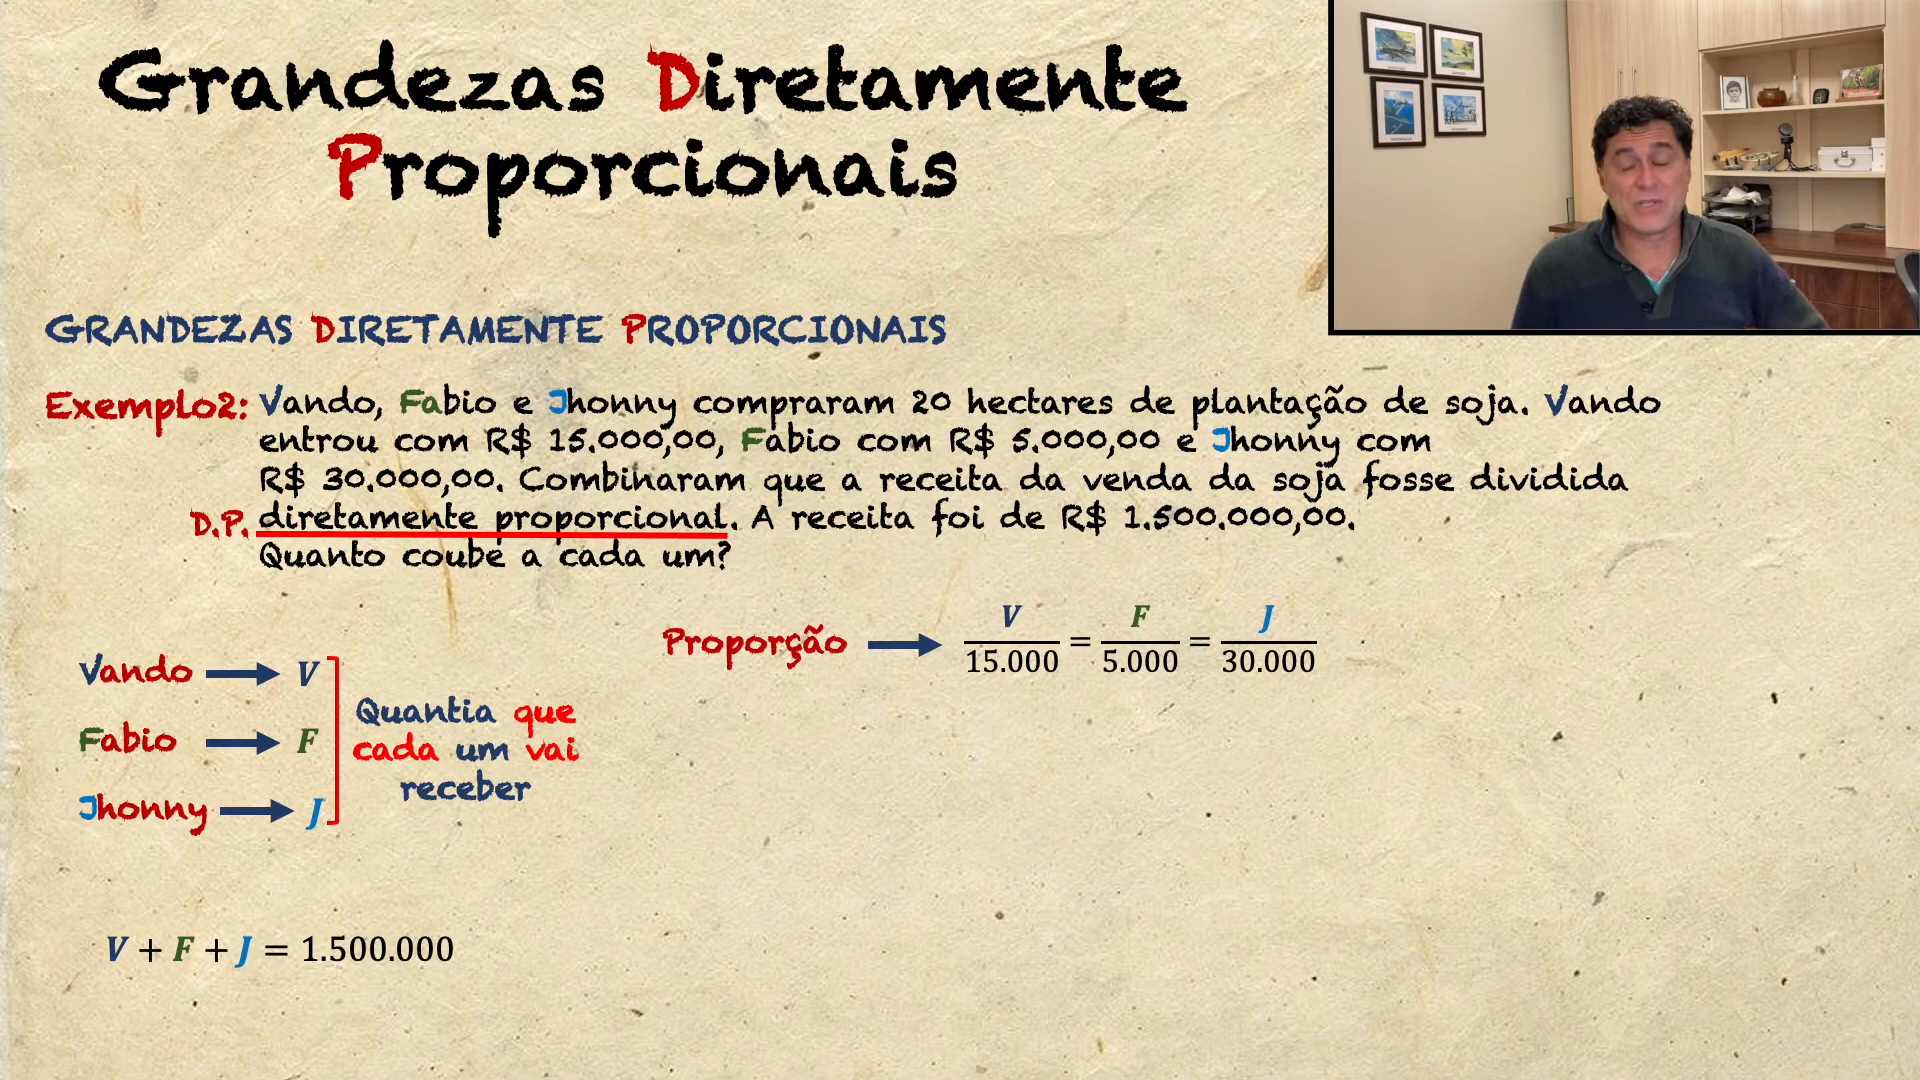 Grandezas Diretamente
Proporcionais
GRANDEZAS DIRETAMENTE PROPORCIONAIS
Exemplo2: Vando, Fabio e Jhonny compraram 20 hectares de plantação de soja. Vando
entrou com R$ 15.000,00, Fabio com R$ 5.000,00 e Jhonny com
R$ 30.000,00. Combinaram que a receita da venda da soja fosse dividida
D.P. diretamente proporcional. A receita foi de R$ 1.500.000,00.
Quanto coube a cada um?
Proporção → V/15.000 = F/5.000 = J/30.000
Vando → V
Fabio → F
Jhonny → J
Quantia que
cada um vai
receber
V + F + J = 1.500.000